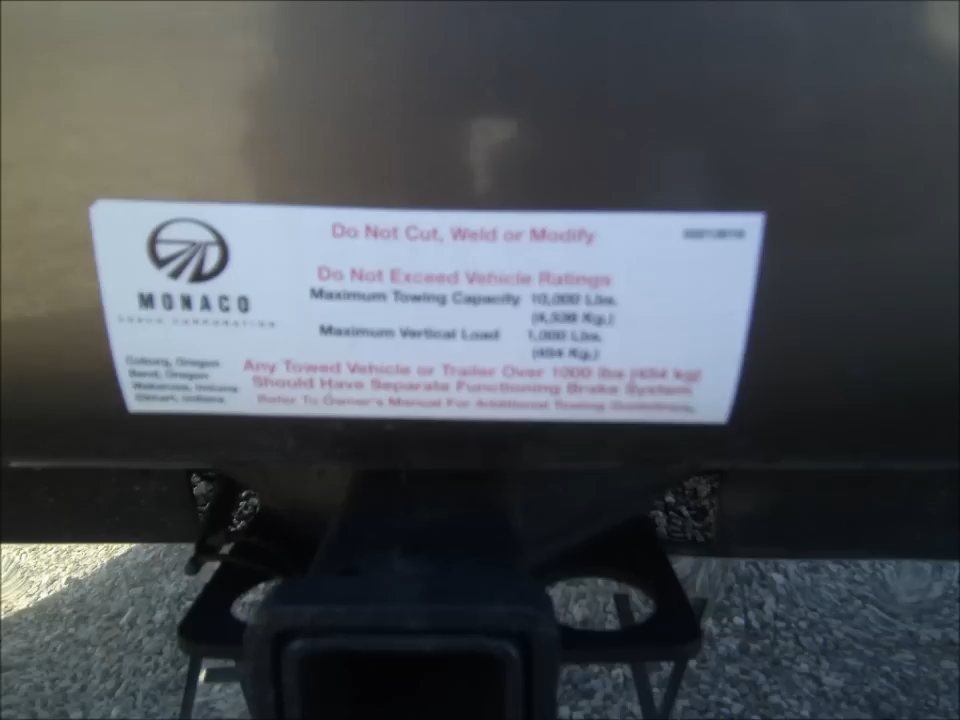 Do Not Cut, Weld or Modify
MONACO
COACH CORPORATION
Do Not Exceed Vehicle Ratings
Maximum Towing Capacity 10,000 Lbs.
(4,536 Kg.)
Maximum Vertical Load 1,000 Lbs.
(454 Kg.)
Coburg, Oregon
Bend, Oregon
Wakarusa, Indiana
Elkhart, Indiana
Any Towed Vehicle or Trailer Over 1000 lbs (454 kg)
Should Have Separate Functioning Brake System
Refer To Owner's Manual For Additional Towing Guidelines.